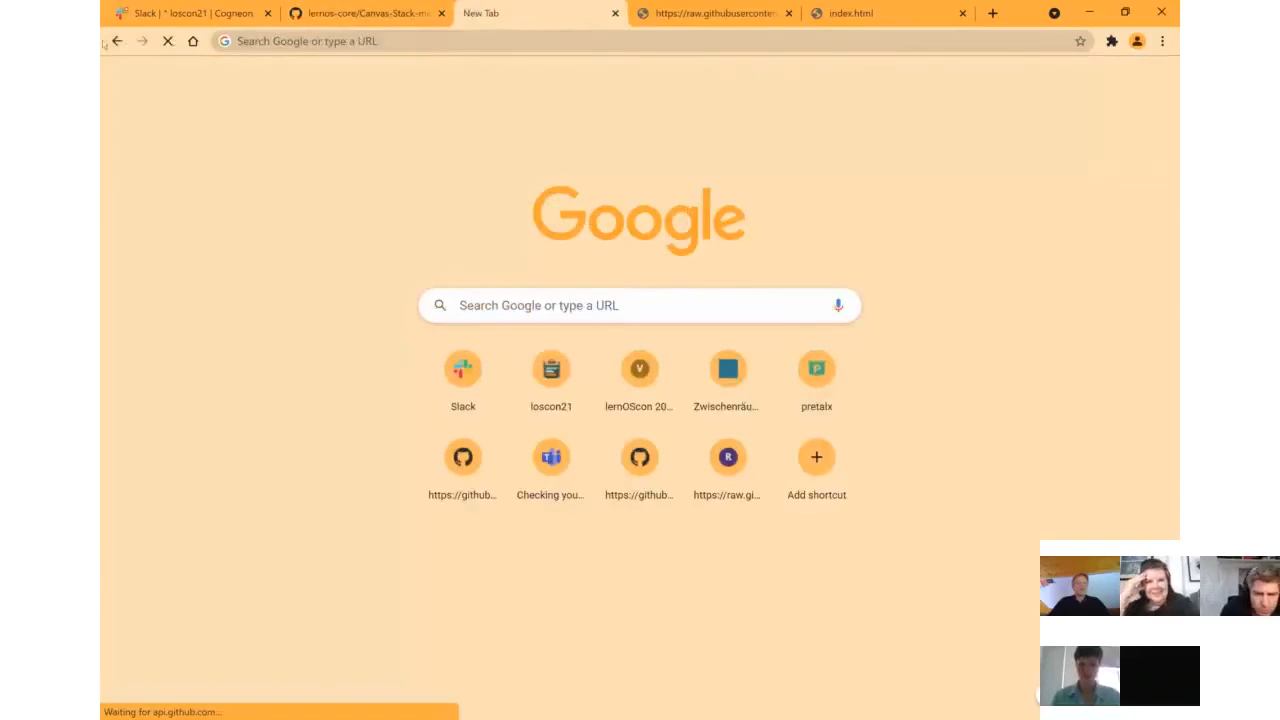 Slack | * loscon21 | Cogneon
lernos-core/Canvas-Stack-me
New Tab
https://raw.githubuserconten
index.html
Search Google or type a URL
Google
Search Google or type a URL
Slack
loscon21
lernOScon 20...
Zwischenräu...
pretalx
https://github...
Checking you...
https://github...
https://raw.gi...
Add shortcut
Waiting for api.github.com...